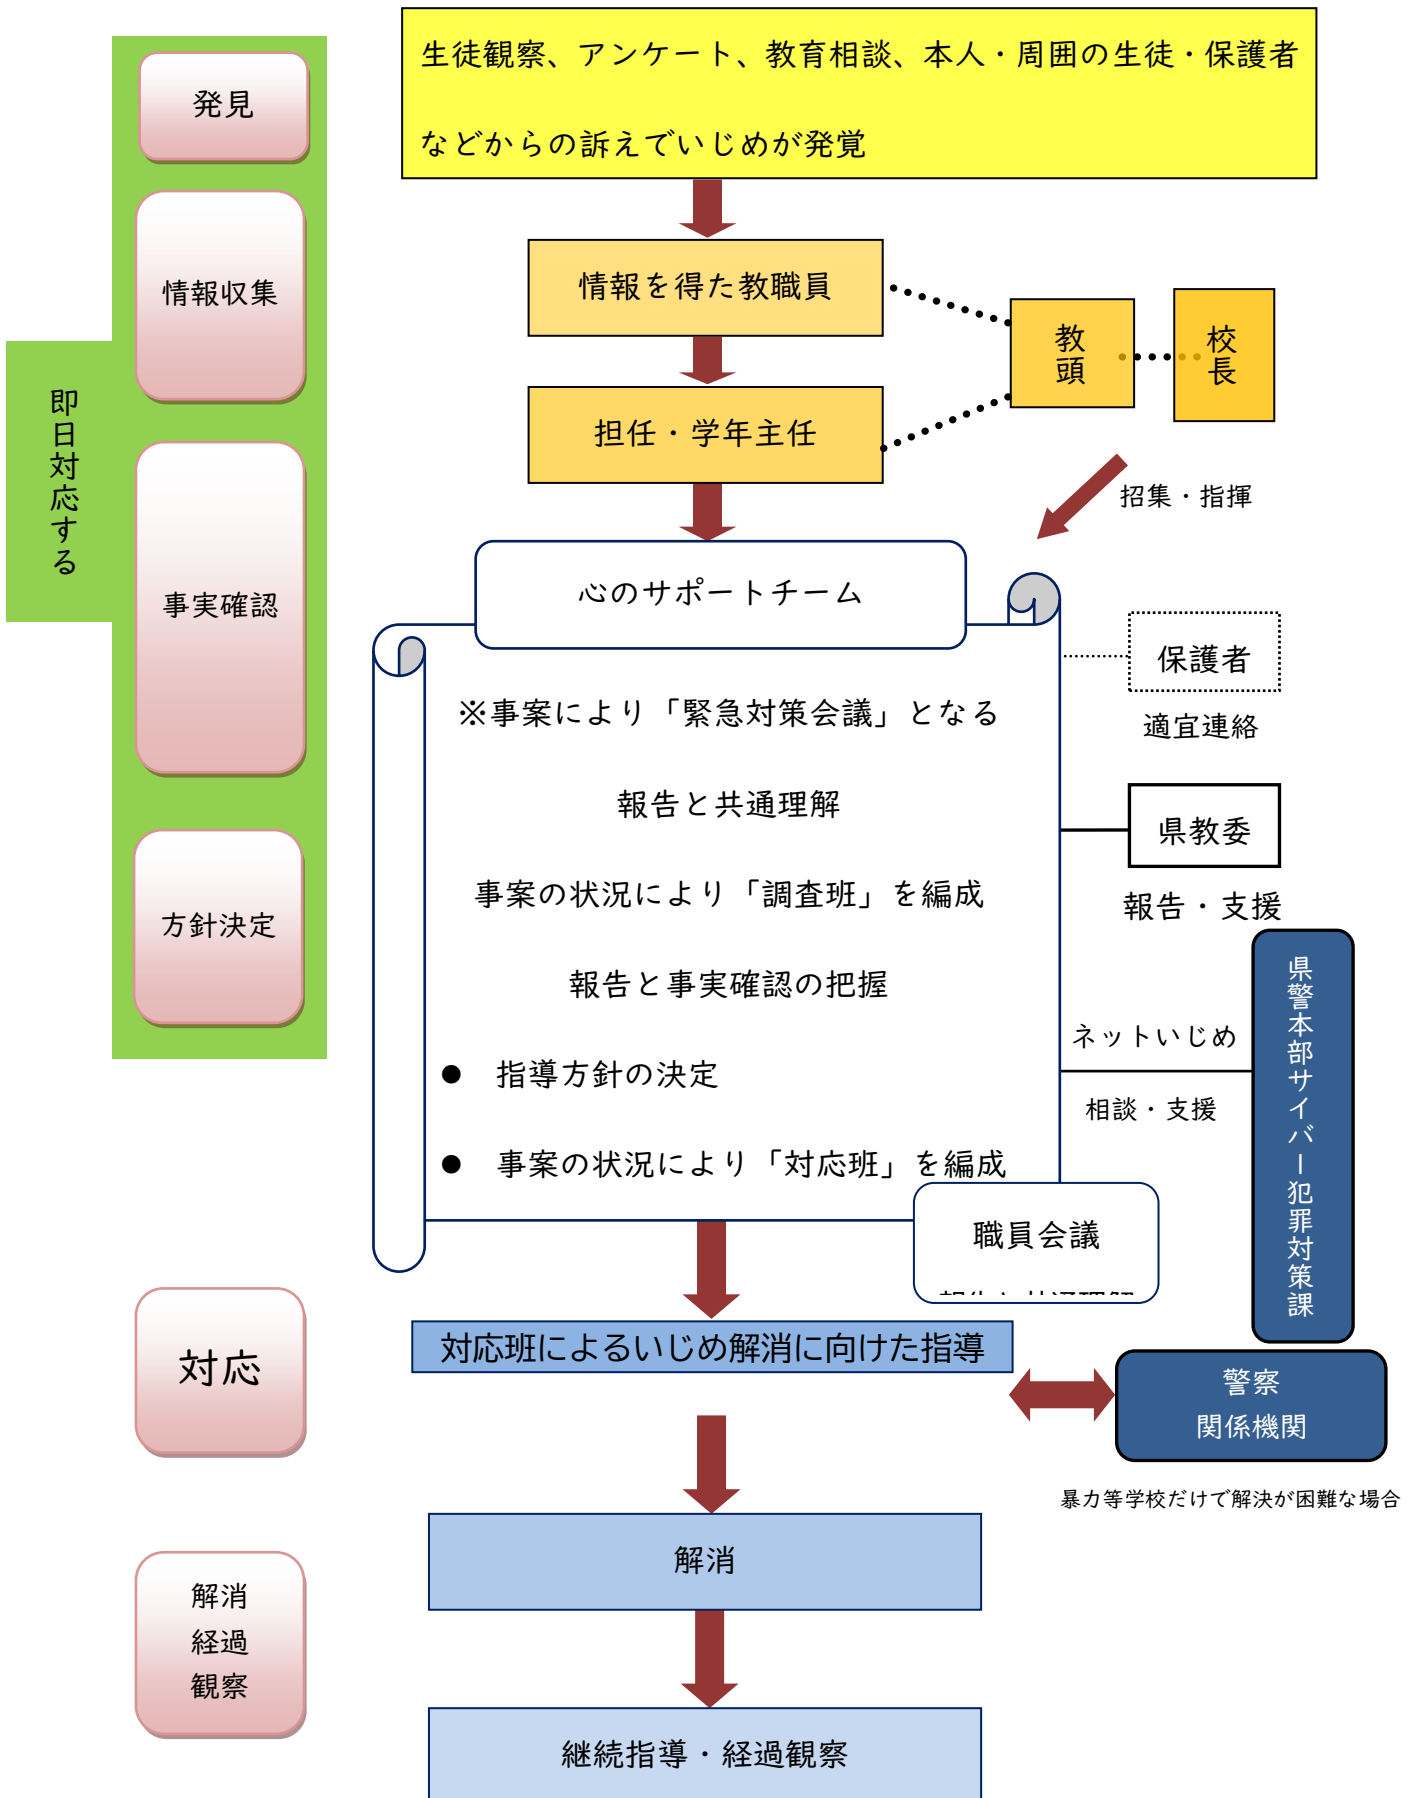 発見
情報収集
事実確認
方針決定
即日対応する
生徒観察、アンケート、教育相談、本人・周囲の生徒・保護者
などからの訴えでいじめが発覚
情報を得た教職員
担任・学年主任
教頭
校長
招集・指揮
心のサポートチーム
※事案により「緊急対策会議」となる
報告と共通理解
事案の状況により「調査班」を編成
報告と事実確認の把握
● 指導方針の決定
● 事案の状況により「対応班」を編成
保護者
適宜連絡
県教委
報告・支援
ネットいじめ
相談・支援
県警本部サイバー犯罪対策課
職員会議
対応
対応班によるいじめ解消に向けた指導
警察
関係機関
暴力等学校だけで解決が困難な場合
解消
経過
観察
解消
継続指導・経過観察